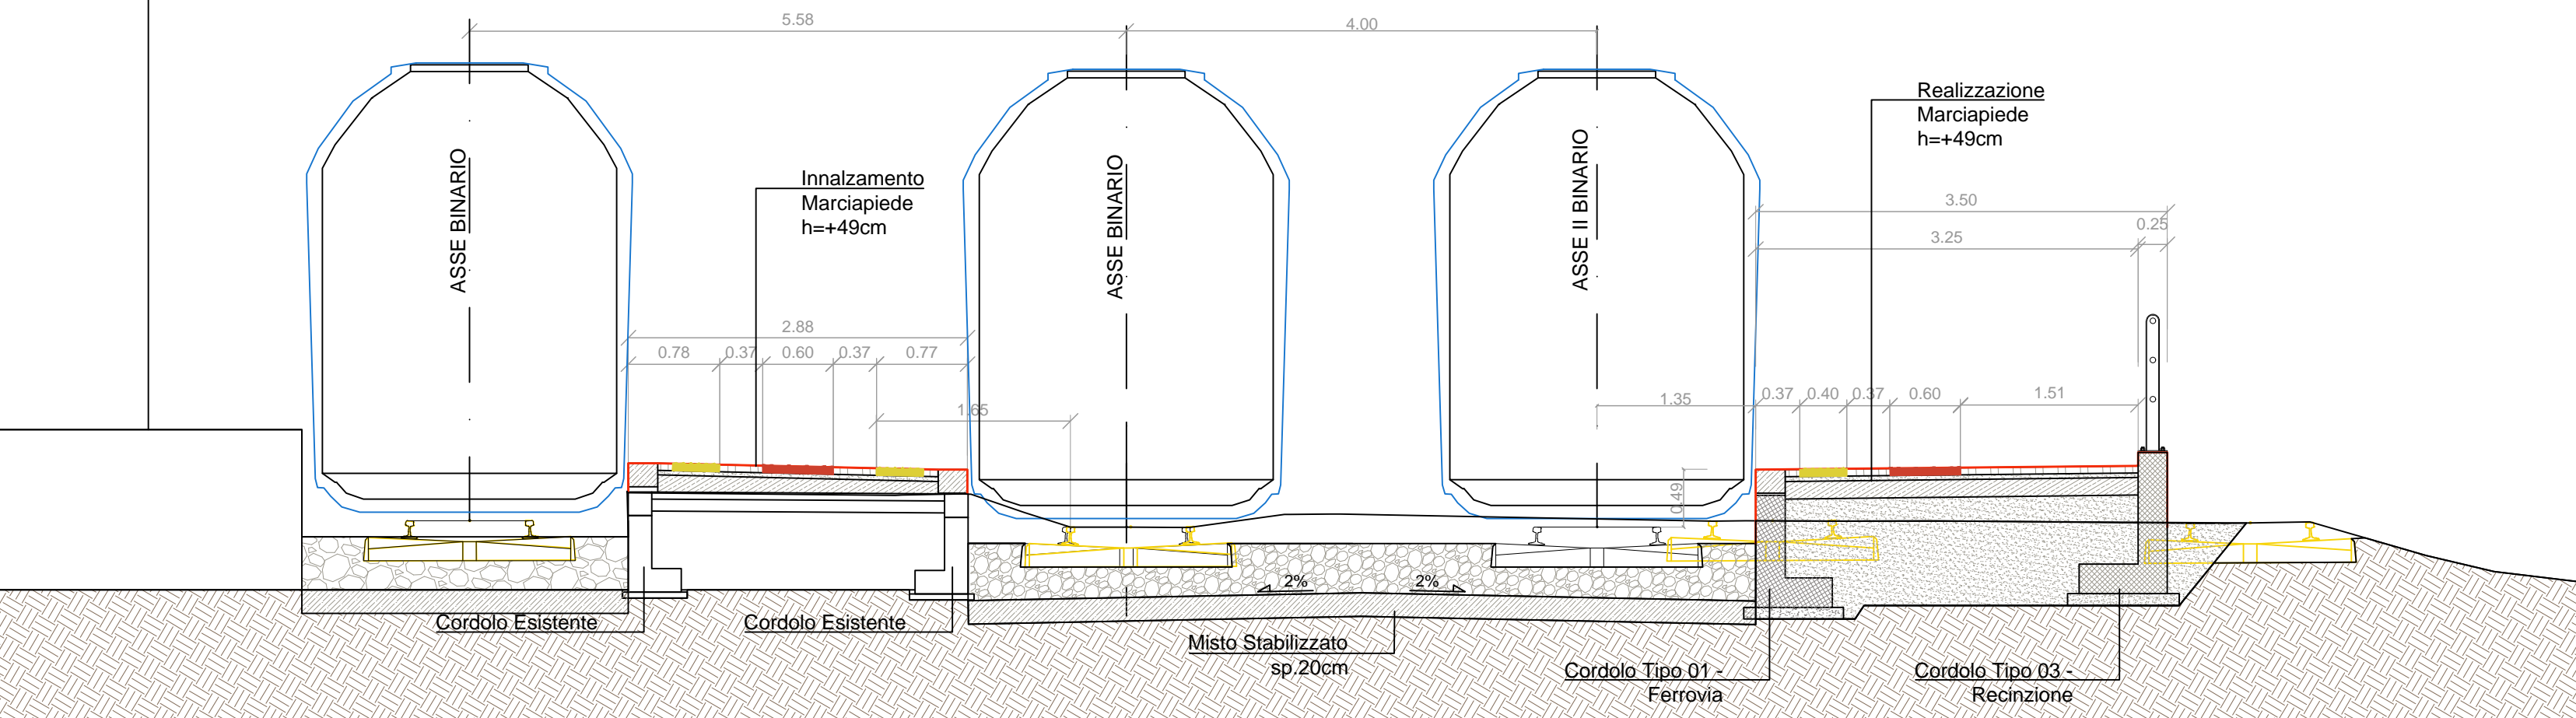 5.58
4.00
Realizzazione
Marciapiede
h=+49cm
ASSE BINARIO
ASSE BINARIO
ASSE II BINARIO
Innalzamento
Marciapiede
h=+49cm
3.50
0.25
3.25
2.88
0.78 0.37 0.60 0.37 0.77
1.65
1.35 0.37 0.40 0.37 0.60 1.51
0.49
2% 2%
Cordolo Esistente
Cordolo Esistente
Misto Stabilizzato
sp.20cm
Cordolo Tipo 01 -
Ferrovia
Cordolo Tipo 03 -
Recinzione